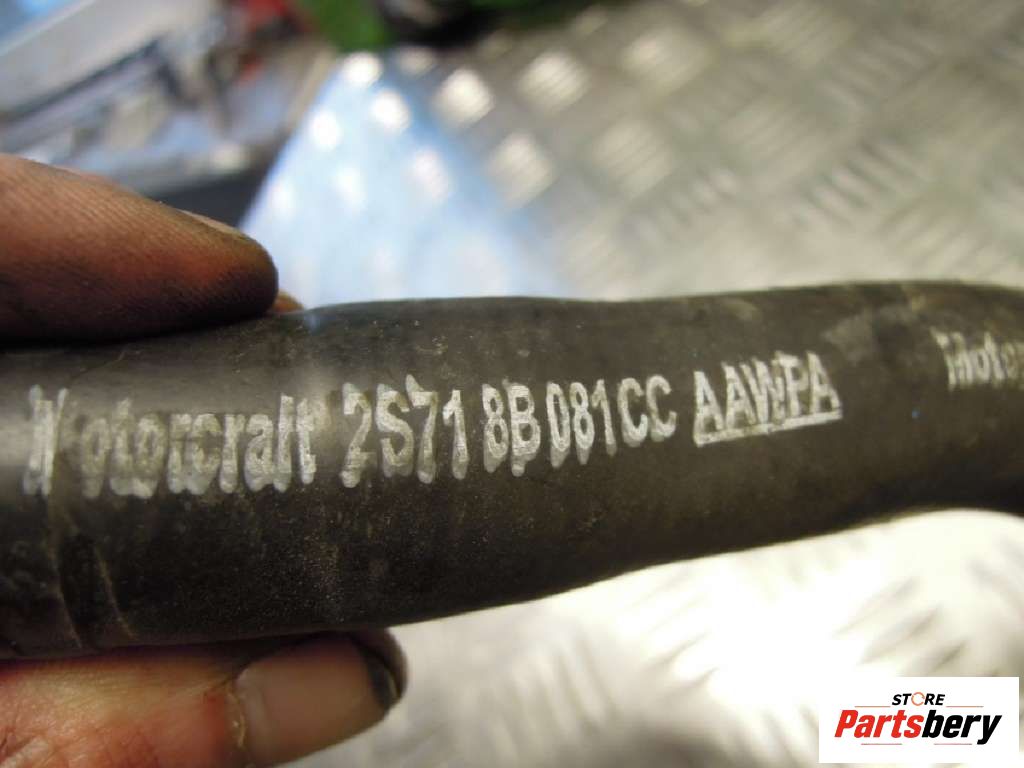 Motorcraft 2S71 8B081CC AAWPA
STORE
Partsbery